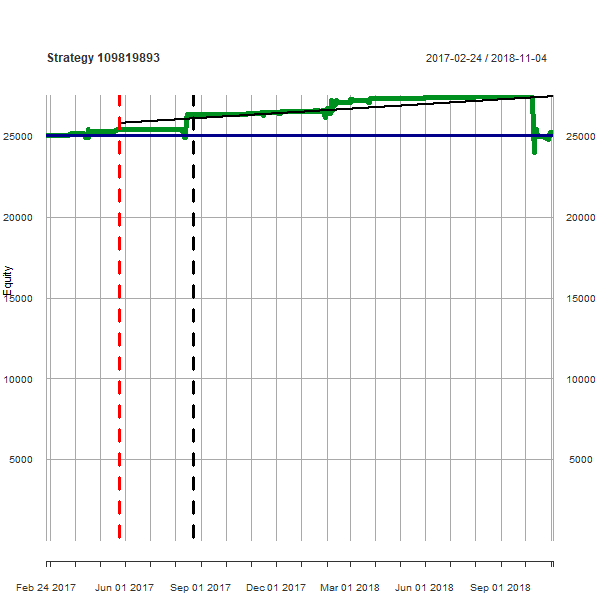 Strategy 109819893
2017-02-24 / 2018-11-04
25000 25000
20000 20000
Equity
15000 15000
10000 10000
5000 5000
Feb 24 2017 Jun 01 2017 Sep 01 2017 Dec 01 2017 Mar 01 2018 Jun 01 2018 Sep 01 2018